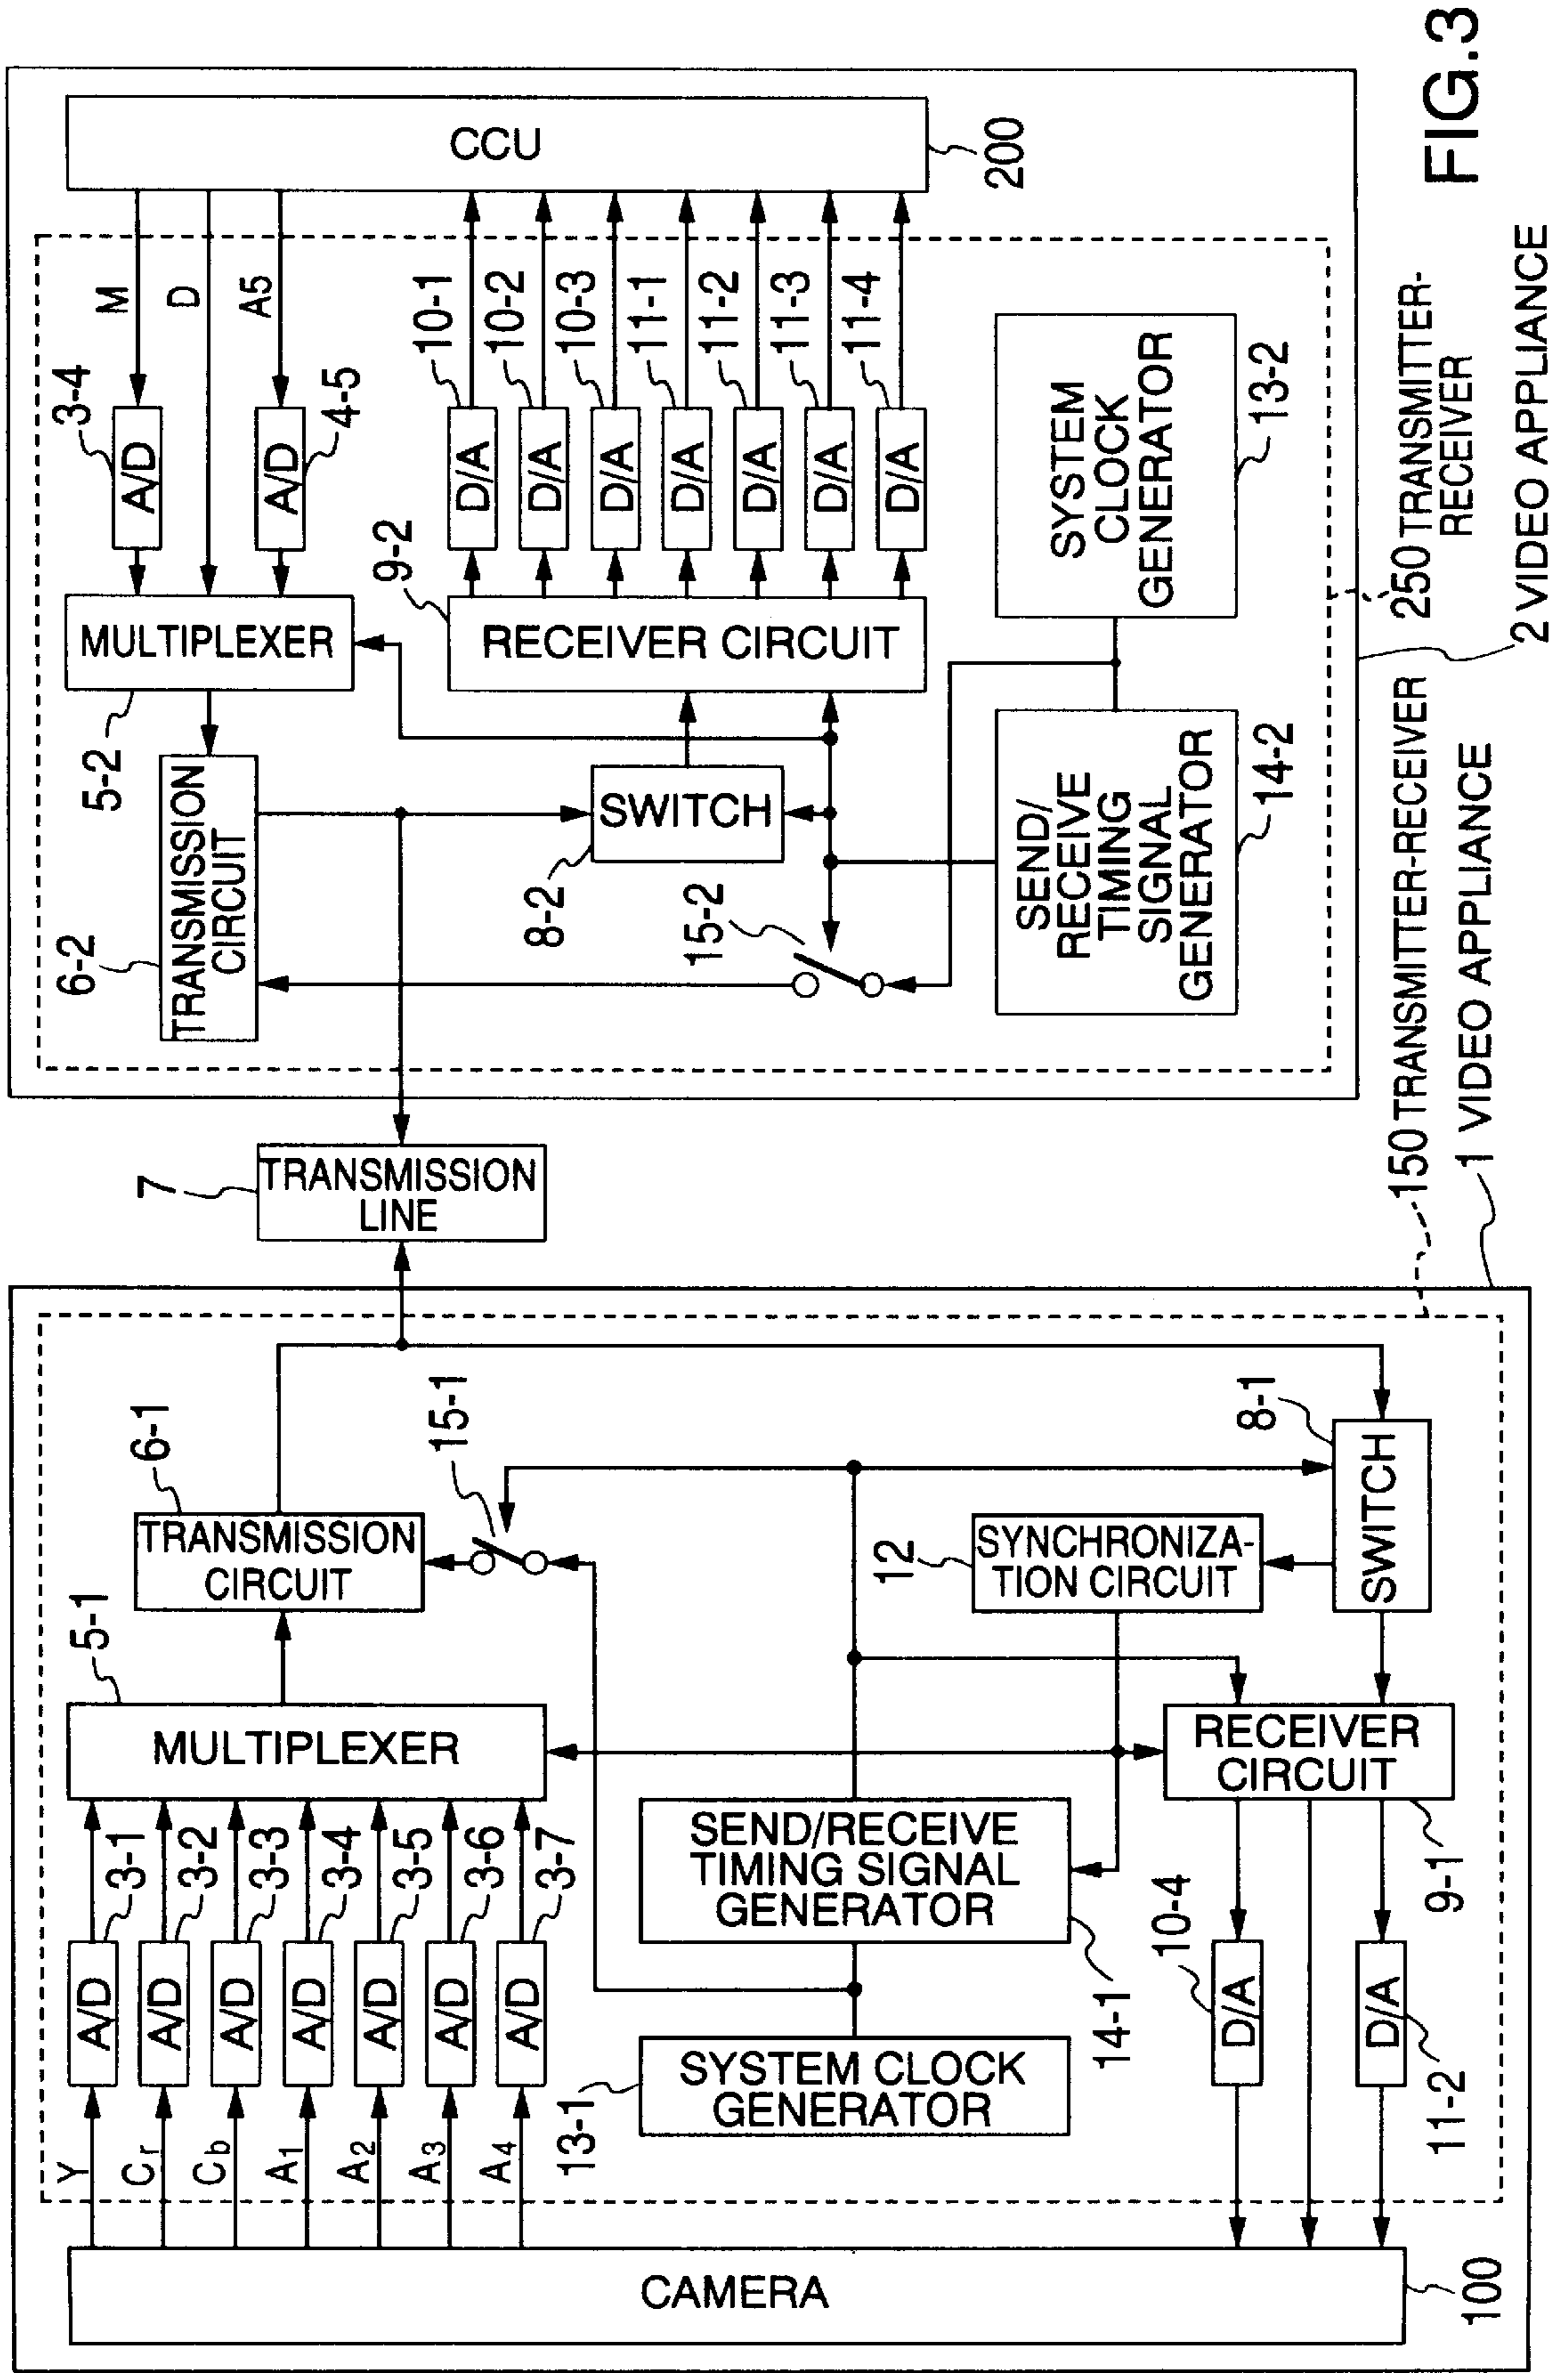 FIG.3
1 VIDEO APPLIANCE
150 TRANSMITTER-RECEIVER
CAMERA
100
Y
Cr
Cb
A1
A2
A3
A4
A/D
3-1
A/D
3-2
A/D
3-3
A/D
3-4
A/D
3-5
A/D
3-6
A/D
3-7
MULTIPLEXER
5-1
TRANSMISSION
CIRCUIT
6-1
15-1
SYSTEM CLOCK
GENERATOR
13-1
SEND/RECEIVE
TIMING SIGNAL
GENERATOR
14-1
SYNCHRONIZA-
TION CIRCUIT
12
SWITCH
8-1
RECEIVER
CIRCUIT
9-1
D/A
10-4
D/A
11-2
TRANSMISSION
LINE
7
2 VIDEO APPLIANCE
250 TRANSMITTER-
RECEIVER
TRANSMISSION
CIRCUIT
6-2
MULTIPLEXER
5-2
A/D
3-4
A/D
4-5
M
D
A5
CCU
200
SWITCH
8-2
15-2
RECEIVER CIRCUIT
9-2
D/A
10-1
D/A
10-2
D/A
10-3
D/A
11-1
D/A
11-2
D/A
11-3
D/A
11-4
SEND/
RECEIVE
TIMING
SIGNAL
GENERATOR
14-2
SYSTEM
CLOCK
GENERATOR
13-2